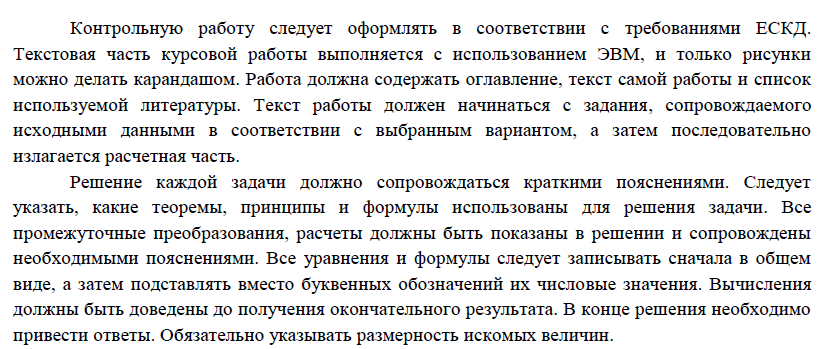 Контрольную работу следует оформлять в соответствии с требованиями ЕСКД.
Текстовая часть курсовой работы выполняется с использованием ЭВМ, и только рисунки
можно делать карандашом. Работа должна содержать оглавление, текст самой работы и список
используемой литературы. Текст работы должен начинаться с задания, сопровождаемого
исходными данными в соответствии с выбранным вариантом, а затем последовательно
излагается расчетная часть.
Решение каждой задачи должно сопровождаться краткими пояснениями. Следует
указать, какие теоремы, принципы и формулы использованы для решения задачи. Все
промежуточные преобразования, расчеты должны быть показаны в решении и сопровождены
необходимыми пояснениями. Все уравнения и формулы следует записывать сначала в общем
виде, а затем подставлять вместо буквенных обозначений их числовые значения. Вычисления
должны быть доведены до получения окончательного результата. В конце решения необходимо
привести ответы. Обязательно указывать размерность искомых величин.